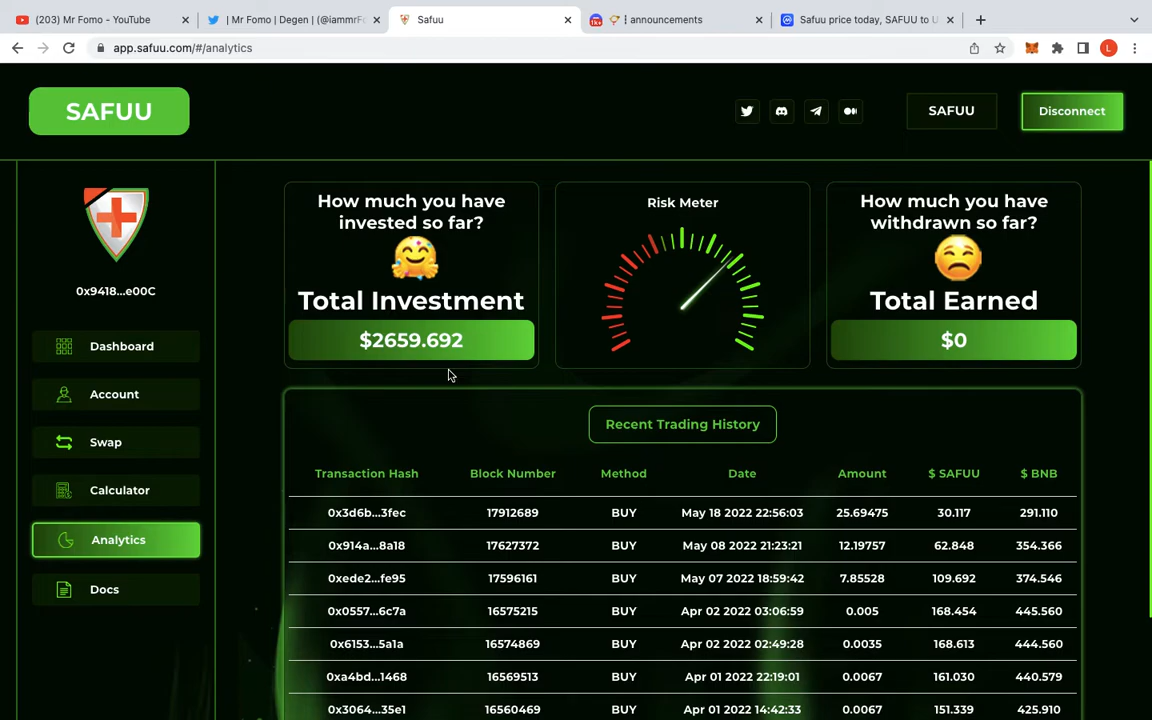 (203) Mr Fomo - YouTube
| Mr Fomo | Degen | (@iammrFo
Safuu
announcements
Safuu price today, SAFUU to U
app.safuu.com/#/analytics
L
SAFUU
SAFUU
Disconnect
0x9418...e00C
Dashboard
Account
Swap
Calculator
Analytics
Docs
How much you have
invested so far?
Total Investment
$2659.692
Risk Meter
How much you have
withdrawn so far?
Total Earned
$0
Recent Trading History
Transaction Hash Block Number Method Date Amount $ SAFUU $ BNB
0x3d6b...3fec 17912689 BUY May 18 2022 22:56:03 25.69475 30.117 291.110
0x914a...8a18 17627372 BUY May 08 2022 21:23:21 12.19757 62.848 354.366
0xede2...fe95 17596161 BUY May 07 2022 18:59:42 7.85528 109.692 374.546
0x0557...6c7a 16575215 BUY Apr 02 2022 03:06:59 0.005 168.454 445.560
0x6153...5a1a 16574869 BUY Apr 02 2022 02:49:28 0.0035 168.613 444.560
0xa4bd...1468 16569513 BUY Apr 01 2022 22:19:01 0.0067 161.030 440.579
0x3064...35e1 16560469 BUY Apr 01 2022 14:42:33 0.0067 151.339 425.910